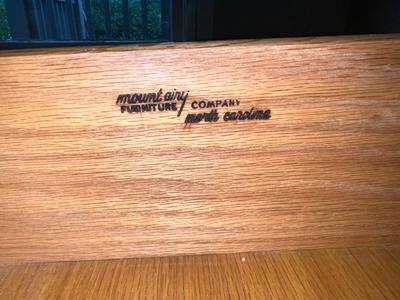 mount airy
FURNITURE COMPANY
north carolina